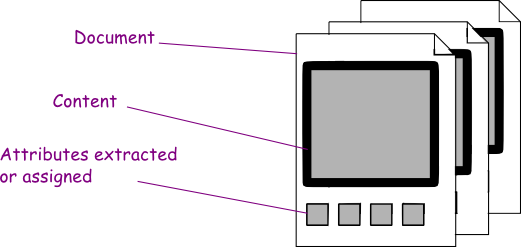 Document
Content
Attributes extracted
or assigned